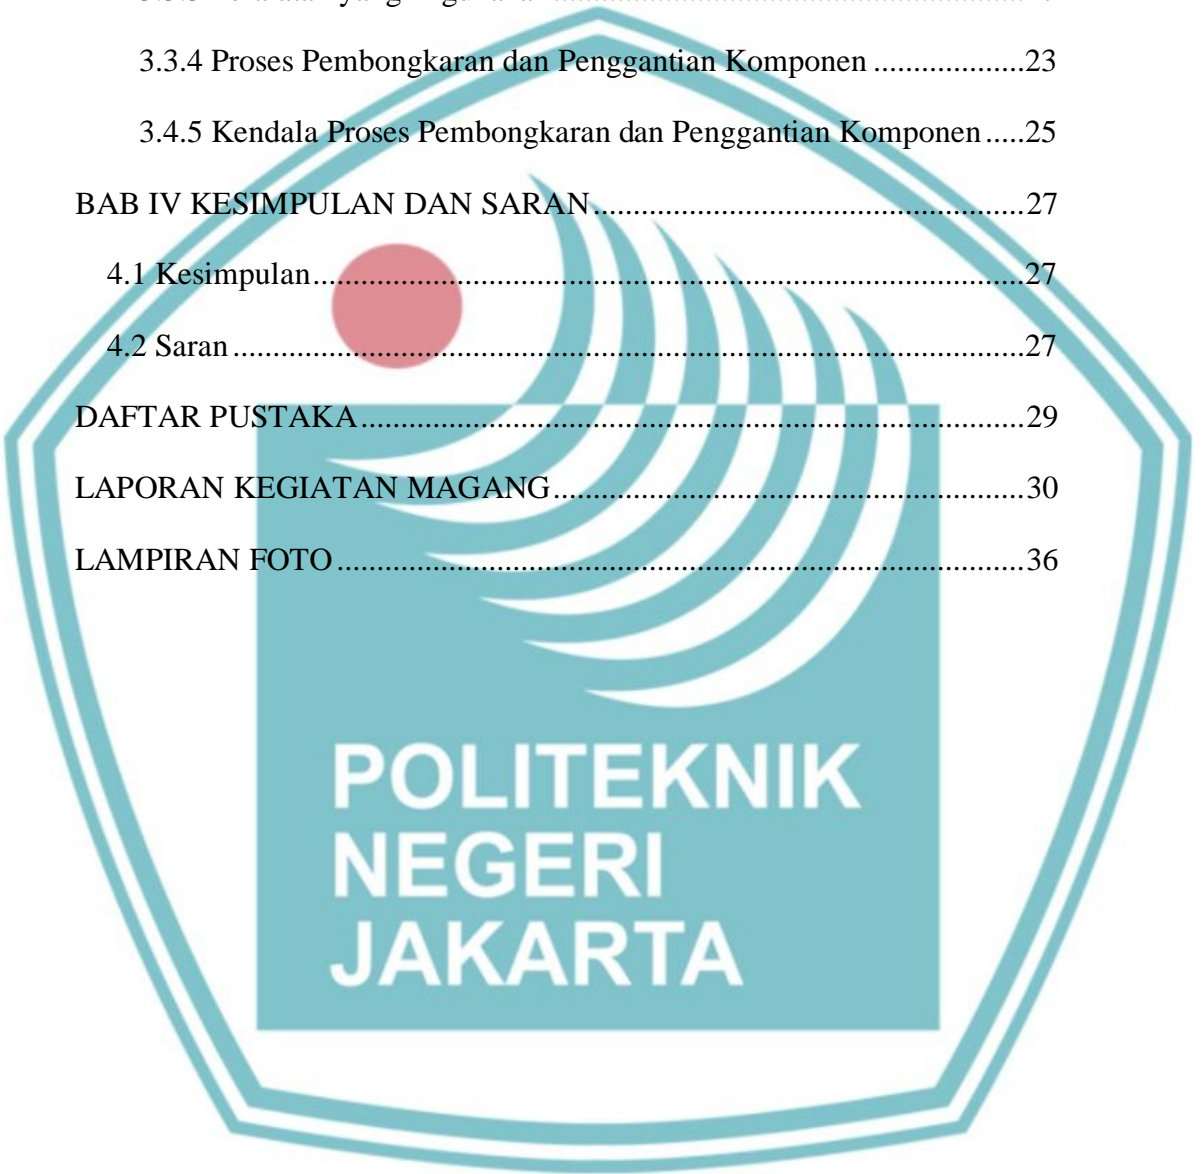 3.3.4 Proses Pembongkaran dan Penggantian Komponen ...................23
3.4.5 Kendala Proses Pembongkaran dan Penggantian Komponen.....25
BAB IV KESIMPULAN DAN SARAN......................................................27
4.1 Kesimpulan..........................................................................................27
4.2 Saran....................................................................................................27
DAFTAR PUSTAKA....................................................................................29
LAPORAN KEGIATAN MAGANG...........................................................30
LAMPIRAN FOTO.......................................................................................36
POLITEKNIK
NEGERI
JAKARTA